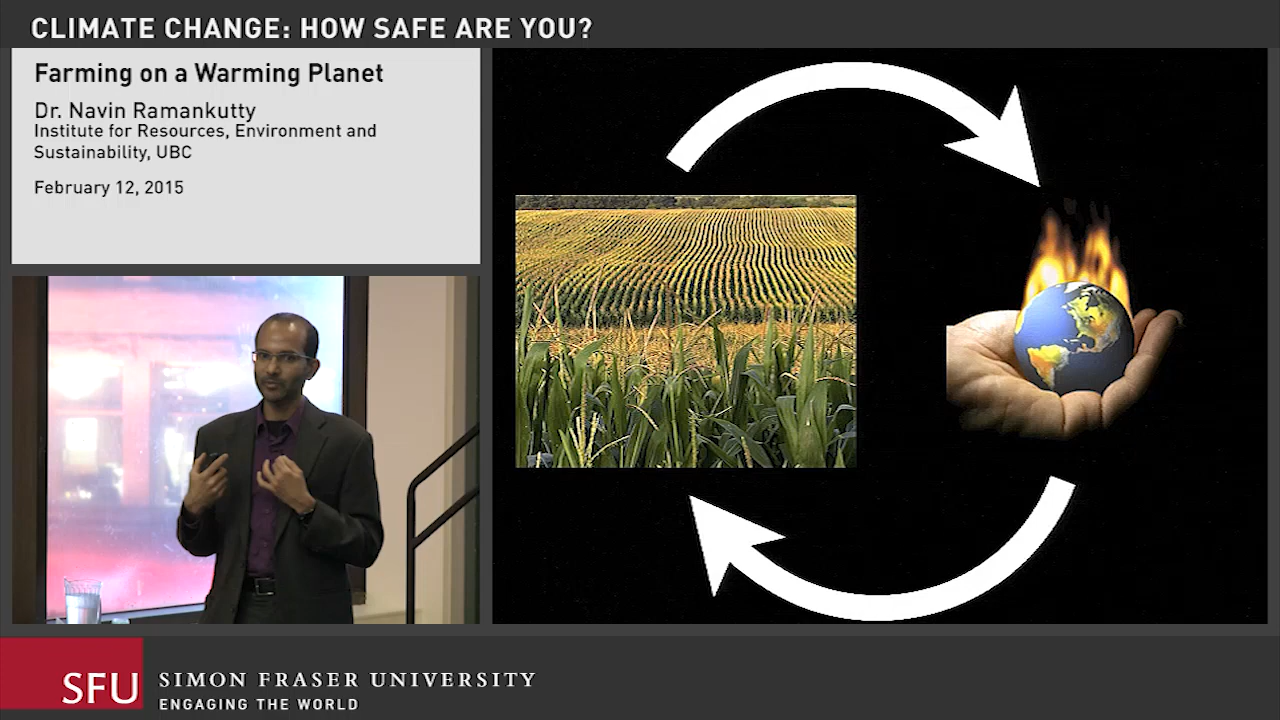 CLIMATE CHANGE: HOW SAFE ARE YOU?
Farming on a Warming Planet
Dr. Navin Ramankutty
Institute for Resources, Environment and
Sustainability, UBC
February 12, 2015
SFU
SIMON FRASER UNIVERSITY
ENGAGING THE WORLD